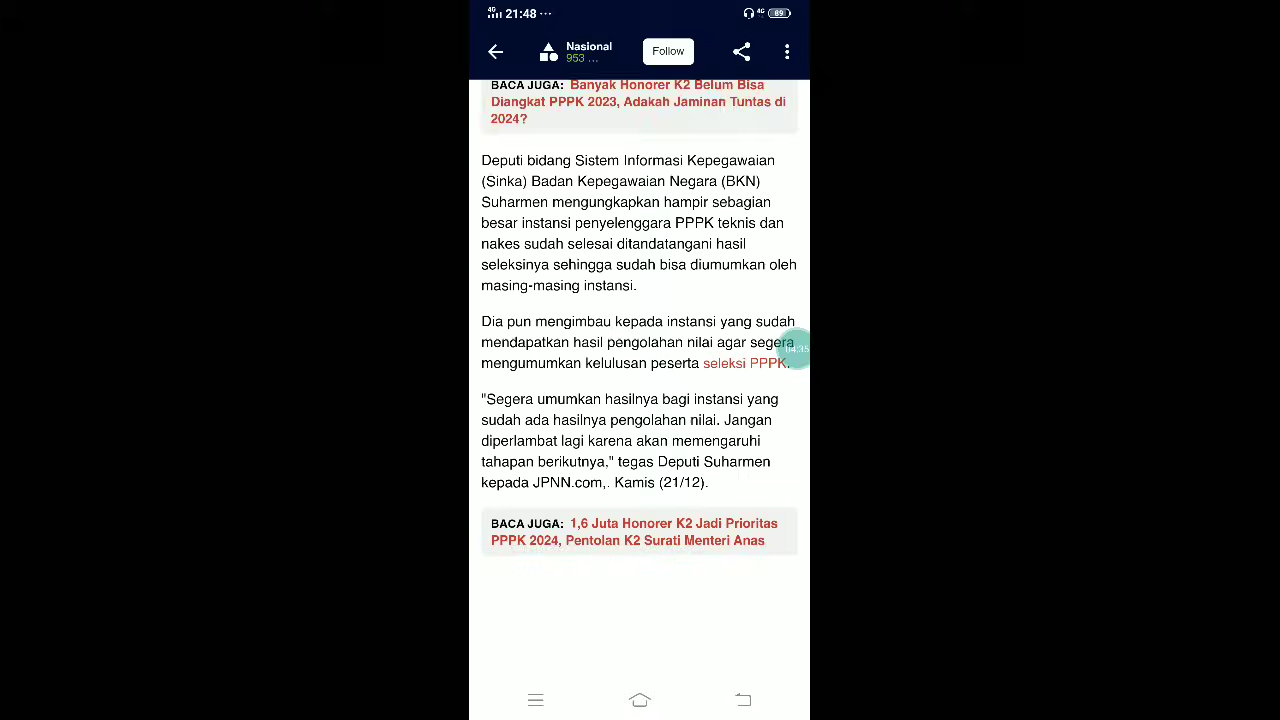 4G 21:48 ... 4G 89
Nasional
953 ...
Follow
BACA JUGA: Banyak Honorer K2 Belum Bisa
Diangkat PPPK 2023, Adakah Jaminan Tuntas di
2024?
Deputi bidang Sistem Informasi Kepegawaian
(Sinka) Badan Kepegawaian Negara (BKN)
Suharmen mengungkapkan hampir sebagian
besar instansi penyelenggara PPPK teknis dan
nakes sudah selesai ditandatangani hasil
seleksinya sehingga sudah bisa diumumkan oleh
masing-masing instansi.
Dia pun mengimbau kepada instansi yang sudah
mendapatkan hasil pengolahan nilai agar segera
04:35
mengumumkan kelulusan peserta seleksi PPPK.
"Segera umumkan hasilnya bagi instansi yang
sudah ada hasilnya pengolahan nilai. Jangan
diperlambat lagi karena akan memengaruhi
tahapan berikutnya," tegas Deputi Suharmen
kepada JPNN.com,. Kamis (21/12).
BACA JUGA: 1,6 Juta Honorer K2 Jadi Prioritas
PPPK 2024, Pentolan K2 Surati Menteri Anas